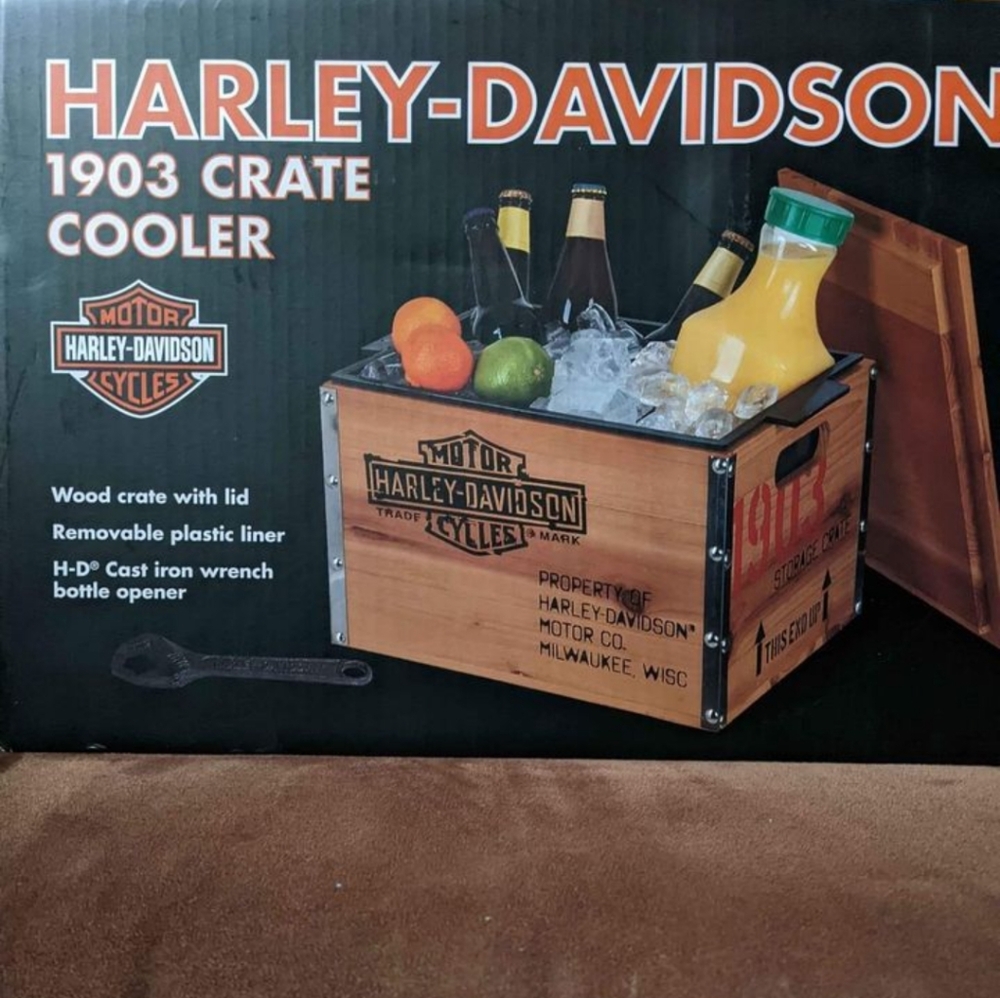 HARLEY-DAVIDSON
1903 CRATE
COOLER
MOTOR
HARLEY-DAVIDSON
CYCLES
Wood crate with lid
Removable plastic liner
H-D® Cast iron wrench
bottle opener
MOTOR
HARLEY-DAVIDSON
TRADE CYCLES ® MARK
PROPERTY OF
HARLEY-DAVIDSON®
MOTOR CO.
MILWAUKEE, WISC
1903
STORAGE CRATE
THIS END UP